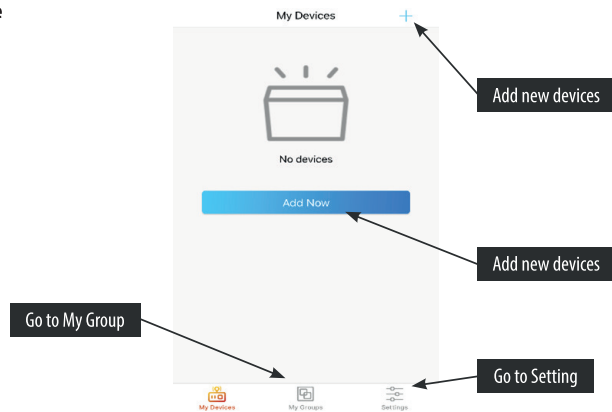 e
My Devices
Add new devices
No devices
Add Now
Add new devices
Go to My Group
Go to Setting
My Devices
My Groups
Settings